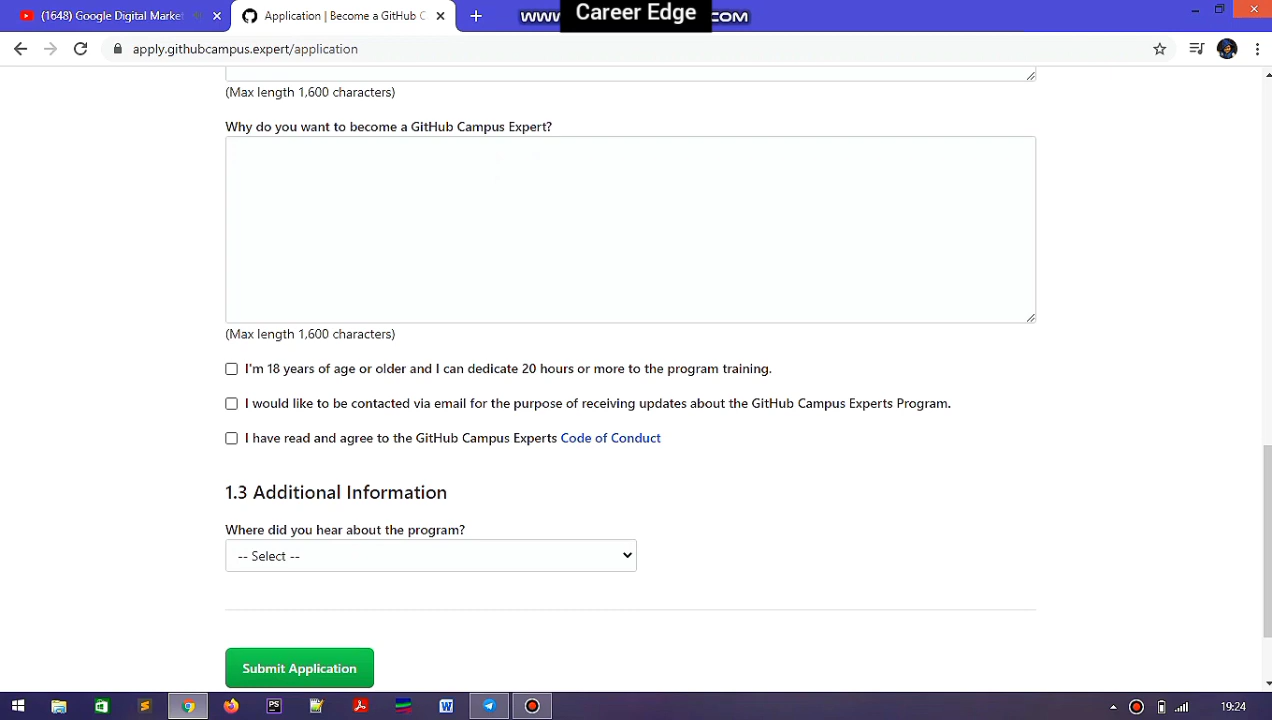 (1648) Google Digital Market
Application | Become a GitHub C
WWW
Career Edge
.COM
apply.githubcampus.expert/application
(Max length 1,600 characters)
Why do you want to become a GitHub Campus Expert?
(Max length 1,600 characters)
I'm 18 years of age or older and I can dedicate 20 hours or more to the program training.
I would like to be contacted via email for the purpose of receiving updates about the GitHub Campus Experts Program.
I have read and agree to the GitHub Campus Experts Code of Conduct
1.3 Additional Information
Where did you hear about the program?
-- Select --
Submit Application
PS
W
19:24